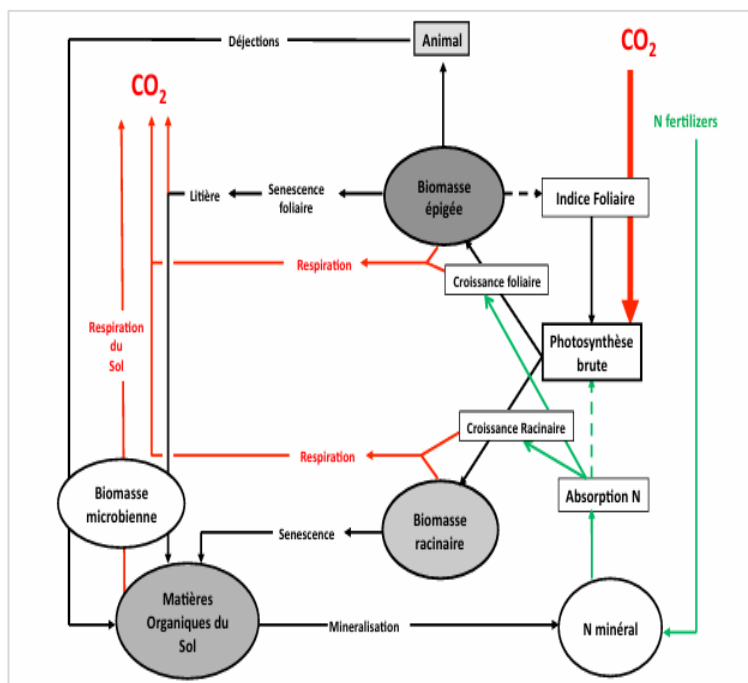 Déjections
Animal
CO2
CO2
N fertilizers
Litière
Senescence
foliaire
Biomasse
épigée
Indice Foliaire
Respiration
Croissance foliaire
Respiration
du
Sol
Photosynthèse
brute
Croissance Racinaire
Respiration
Absorption N
Biomasse
microbienne
Biomasse
racinaire
Senescence
Matières
Organiques du
Sol
Mineralisation
N minéral